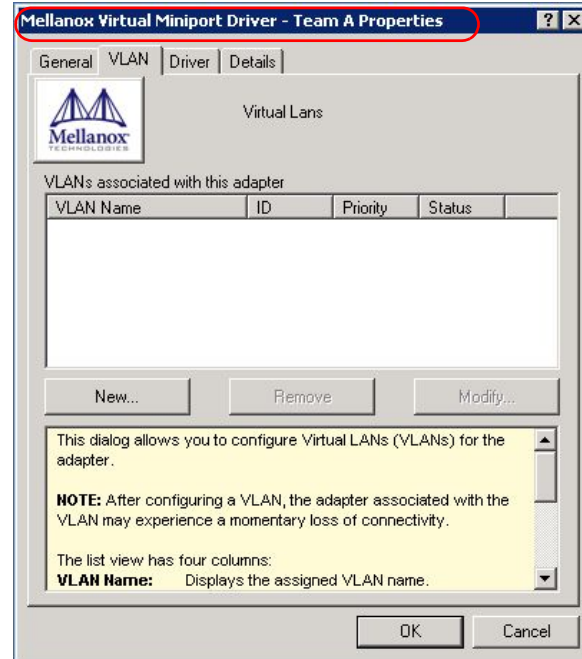 Mellanox Virtual Miniport Driver - Team A Properties
General VLAN Driver Details
Mellanox
TECHNOLOGIES
Virtual Lans
VLANs associated with this adapter
VLAN Name ID Priority Status
New... Remove Modify...
This dialog allows you to configure Virtual LANs (VLANs) for the
adapter.
NOTE: After configuring a VLAN, the adapter associated with the
VLAN may experience a momentary loss of connectivity.
The list view has four columns:
VLAN Name: Displays the assigned VLAN name.
OK Cancel